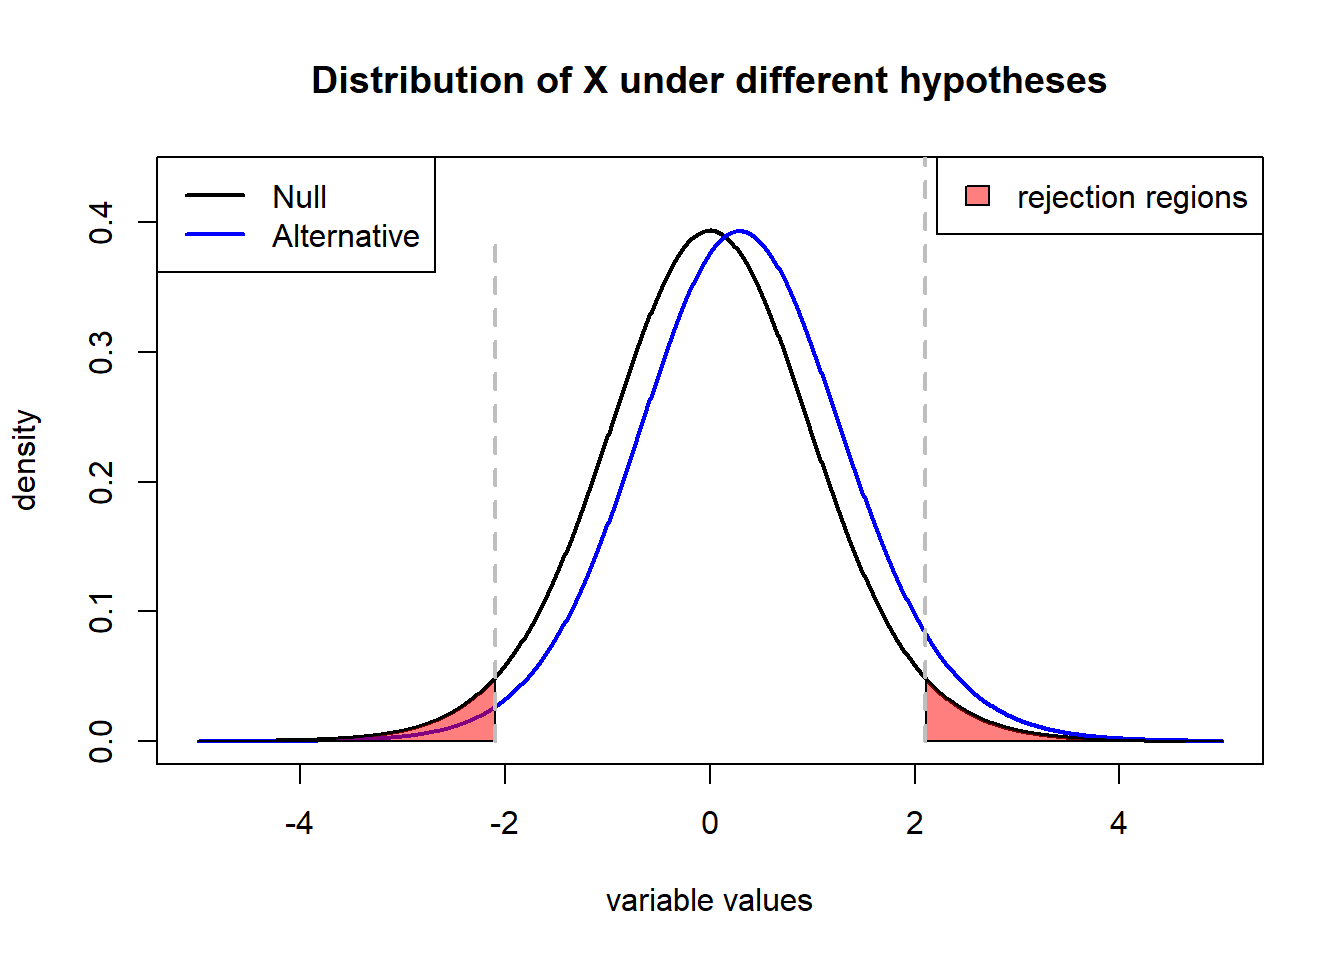 Distribution of X under different hypotheses
Null
Alternative
rejection regions
density
0.4
0.3
0.2
0.1
0.0
-4
-2
0
2
4
variable values